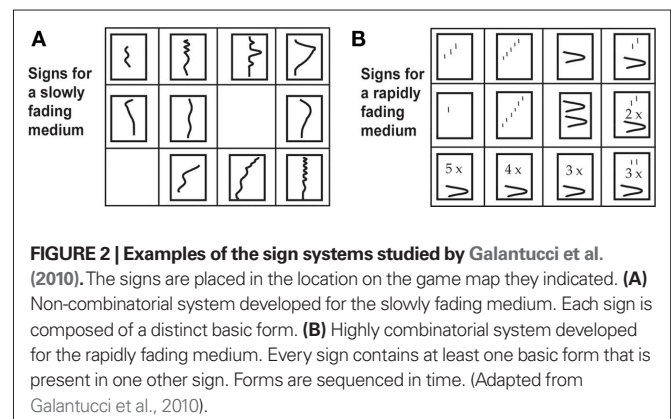 A
Signs for
a slowly
fading
medium
B
Signs for
a rapidly
fading
medium
2 x
5 x 4 x 3 x 3 x
FIGURE 2 | Examples of the sign systems studied by Galantucci et al.
(2010). The signs are placed in the location on the game map they indicated. (A)
Non-combinatorial system developed for the slowly fading medium. Each sign is
composed of a distinct basic form. (B) Highly combinatorial system developed
for the rapidly fading medium. Every sign contains at least one basic form that is
present in one other sign. Forms are sequenced in time. (Adapted from
Galantucci et al., 2010).